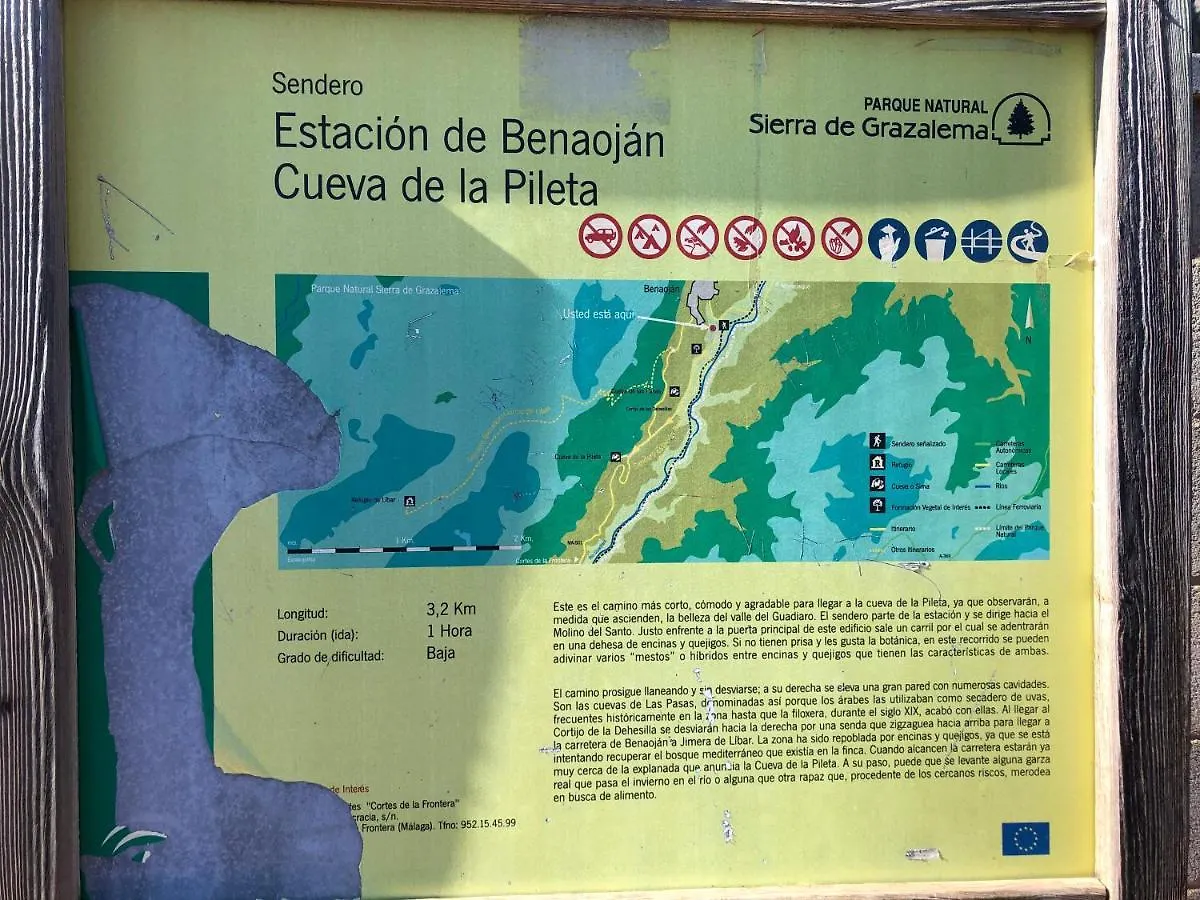 Sendero
Estación de Benaoján
Cueva de la Pileta
PARQUE NATURAL
Sierra de Grazalema
Parque Natural Sierra de Grazalema
Benaoján
Usted está aquí
N
Cueva de la Pileta
Refugio de Líbar
1 Km.
2 Km.
Cortes de la Frontera
Sendero señalizado
Refugio
Cueva o Sima
Formación Vegetal de Interés
Itinerario
Otros Itinerarios
Carreteras
Autonómicas
Carreteras
Locales
Ríos
Línea Ferroviaria
Límite del Parque
Natural
Longitud: 3,2 Km
Duración (ida): 1 Hora
Grado de dificultad: Baja
Este es el camino más corto, cómodo y agradable para llegar a la cueva de la Pileta, ya que observarán, a
medida que ascienden, la belleza del valle del Guadiaro. El sendero parte de la estación y se dirige hacia el
Molino del Santo. Justo enfrente a la puerta principal de este edificio sale un carril por el cual se adentrarán
en una dehesa de encinas y quejigos. Si no tienen prisa y les gusta la botánica, en este recorrido se pueden
adivinar varios "mestos" o híbridos entre encinas y quejigos que tienen las características de ambas.
El camino prosigue llaneando y sin desviarse; a su derecha se eleva una gran pared con numerosas cavidades.
Son las cuevas de Las Pasas, denominadas así porque los árabes las utilizaban como secadero de uvas,
frecuentes históricamente en la zona hasta que la filoxera, durante el siglo XIX, acabó con ellas. Al llegar al
Cortijo de la Dehesilla se desviarán hacia la derecha por una senda que zigzaguea hacia arriba para llegar a
la carretera de Benaoján a Jimera de Líbar. La zona ha sido repoblada por encinas y quejigos, ya que se está
intentando recuperar el bosque mediterráneo que existía en la finca. Cuando alcancen la carretera estarán ya
muy cerca de la explanada que anuncia la Cueva de la Pileta. A su paso, puede que se levante alguna garza
real que pasa el invierno en el río o alguna que otra rapaz que, procedente de los cercanos riscos, merodea
en busca de alimento.
de Interés
tes "Cortes de la Frontera"
cracia, s/n.
Frontera (Málaga). Tfno: 952.15.45.99